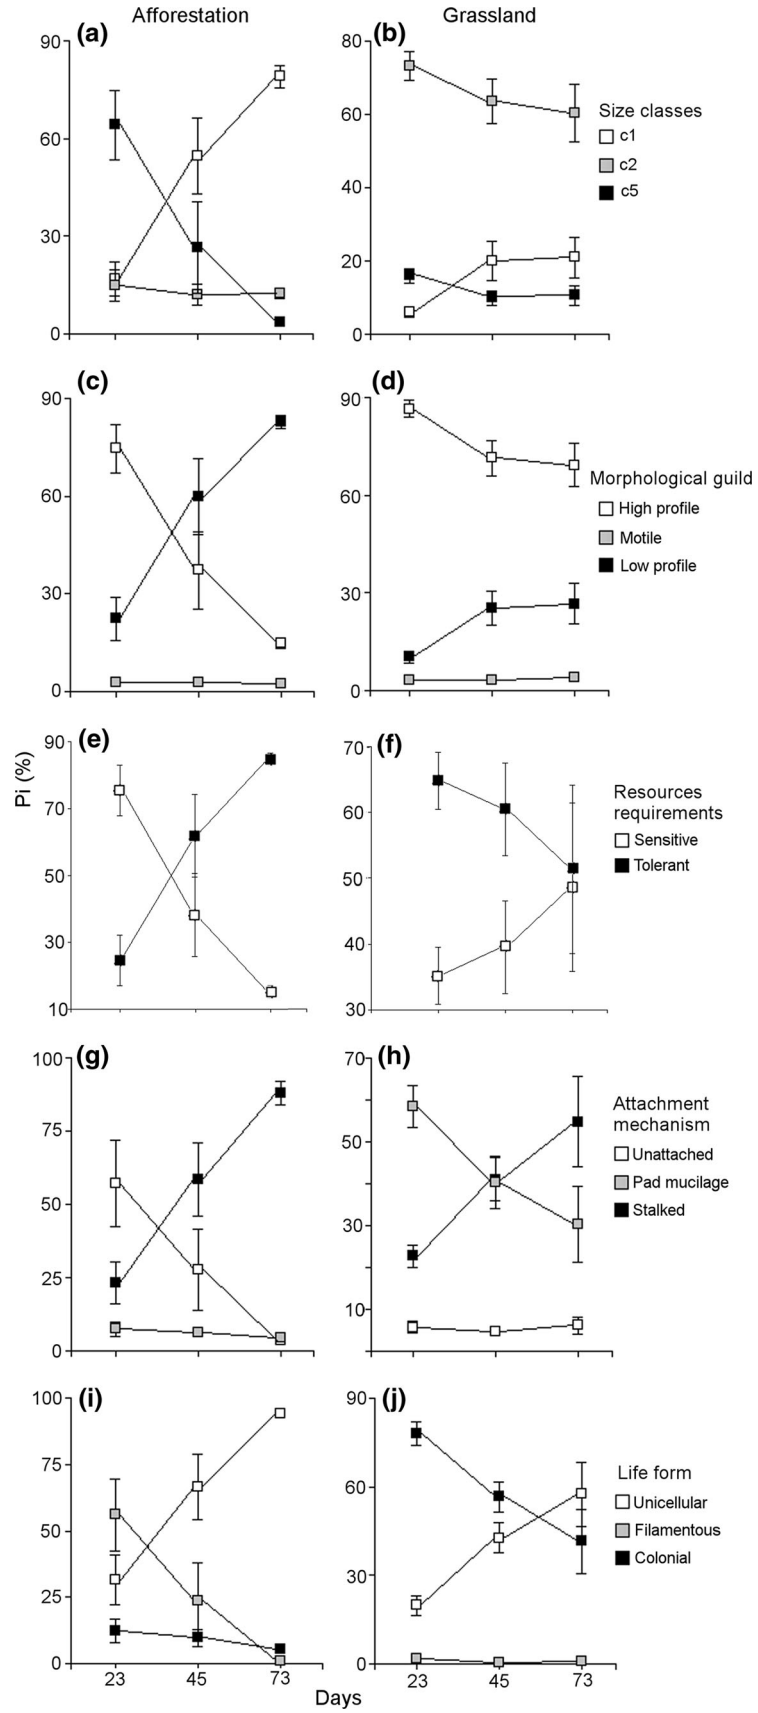 Afforestation
Grassland
(a)
90
60
30
0
(b)
80
60
40
20
0
Size classes
c1
c2
c5
(c)
90
60
30
0
(d)
90
60
30
0
Morphological guild
High profile
Motile
Low profile
Pi (%)
(e)
90
70
50
30
10
(f)
70
60
50
40
30
Resources
requirements
Sensitive
Tolerant
(g)
100
75
50
25
0
(h)
70
50
30
10
Attachment
mechanism
Unattached
Pad mucilage
Stalked
(i)
100
75
50
25
0
23 45 73
(j)
90
60
30
0
23 45 73
Life form
Unicellular
Filamentous
Colonial
Days